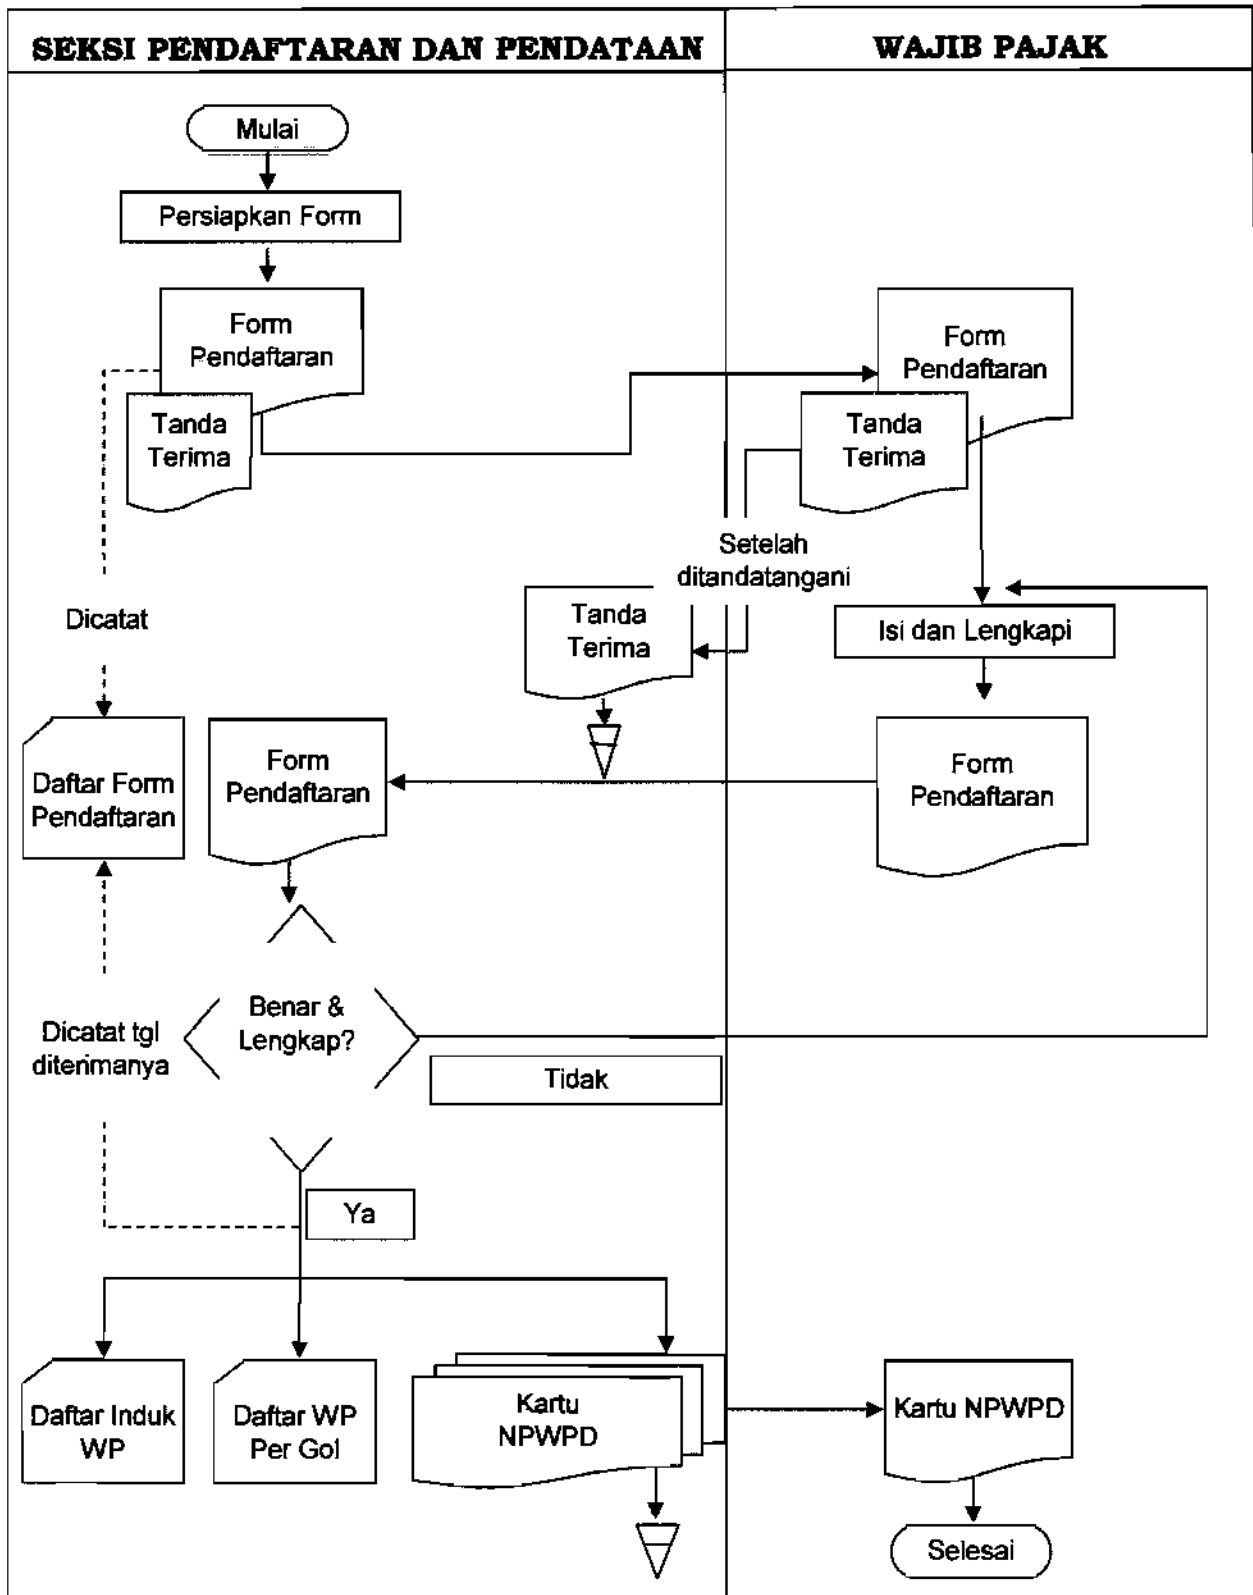 SEKSI PENDAFTARAN DAN PENDATAAN
WAJIB PAJAK
Mulai
Persiapkan Form
Form
Pendaftaran
Tanda
Terima
Form
Pendaftaran
Tanda
Terima
Setelah
ditandatangani
Tanda
Terima
Isi dan Lengkapi
Dicatat
Daftar Form
Pendaftaran
Form
Pendaftaran
Form
Pendaftaran
Benar &
Lengkap?
Dicatat tgl
diterimanya
Tidak
Ya
Daftar Induk
WP
Daftar WP
Per Gol
Kartu
NPWPD
Kartu NPWPD
Selesai